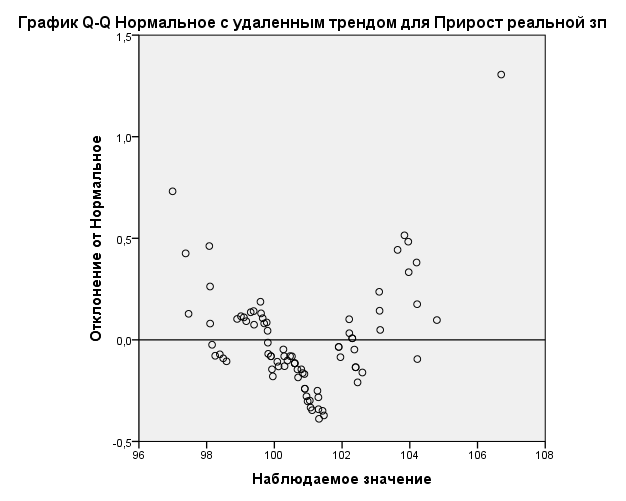 График Q-Q Нормальное с удаленным трендом для Прирост реальной зп
1,5
1,0
0,5
0,0
-0,5
Отклонение от Нормальное
96 98 100 102 104 106 108
Наблюдаемое значение